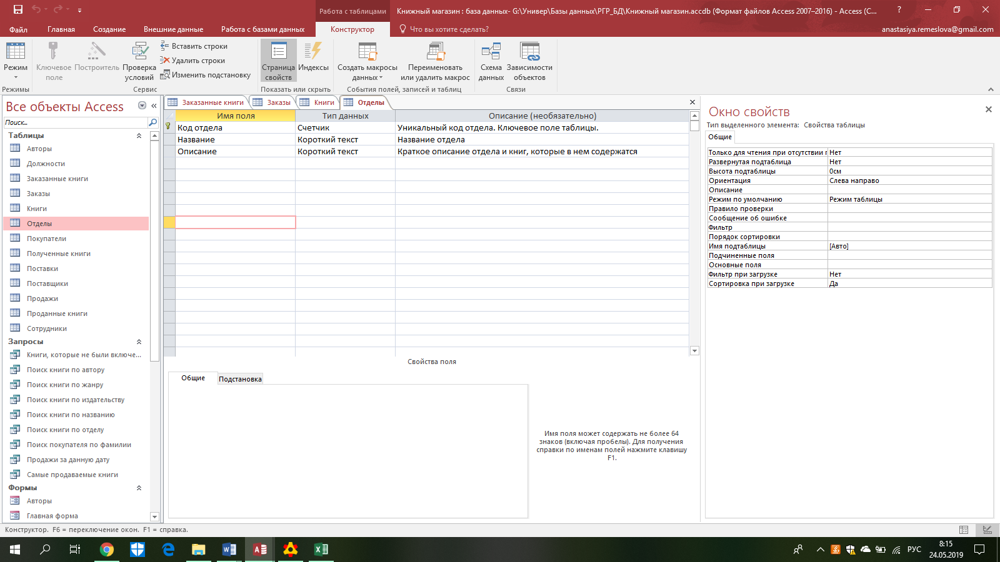 Работа с таблицами
Книжный магазин : база данных- G:\Универ\Базы данных\РГР_БД\Книжный магазин.accdb (Формат файлов Access 2007–2016) - Access (С...
?
Файл
Главная
Создание
Внешние данные
Работа с базами данных
Конструктор
Что вы хотите сделать?
anastasiya.remeslova@gmail.com
Режим
Ключевое поле
Построитель
Проверка условий
Вставить строки
Удалить строки
Изменить подстановку
Страница свойств
Индексы
Создать макросы данных
Переименовать или удалить макрос
Схема данных
Зависимости объектов
Режимы
Сервис
Показать или скрыть
События полей, записей и таблиц
Связи
Все объекты Access
Поиск...
Таблицы
Авторы
Должности
Заказанные книги
Заказы
Книги
Отделы
Покупатели
Полученные книги
Поставки
Поставщики
Продажи
Проданные книги
Сотрудники
Запросы
Книги, которые не были включе...
Поиск книги по автору
Поиск книги по жанру
Поиск книги по издательству
Поиск книги по названию
Поиск книги по отделу
Поиск покупателя по фамилии
Продажи за данную дату
Самые продаваемые книги
Формы
Авторы
Главная форма
Заказанные книги
Заказы
Книги
Отделы
Имя поля
Тип данных
Описание (необязательно)
Код отдела
Счетчик
Уникальный код отдела. Ключевое поле таблицы.
Название
Короткий текст
Название отдела
Описание
Короткий текст
Краткое описание отдела и книг, которые в нем содержатся
Свойства поля
Общие
Подстановка
Имя поля может содержать не более 64
знаков (включая пробелы). Для получения
справки по именам полей нажмите клавишу
F1.
Окно свойств
Тип выделенного элемента: Свойства таблицы
Общие
Только для чтения при отсутствии г Нет
Развернутая подтаблица Нет
Высота подтаблицы 0см
Ориентация Слева направо
Описание
Режим по умолчанию Режим таблицы
Правило проверки
Сообщение об ошибке
Фильтр
Порядок сортировки
Имя подтаблицы [Авто]
Подчиненные поля
Основные поля
Фильтр при загрузке Нет
Сортировка при загрузке Да
Конструктор. F6 = переключение окон. F1 = справка.
РУС
8:15
24.05.2019